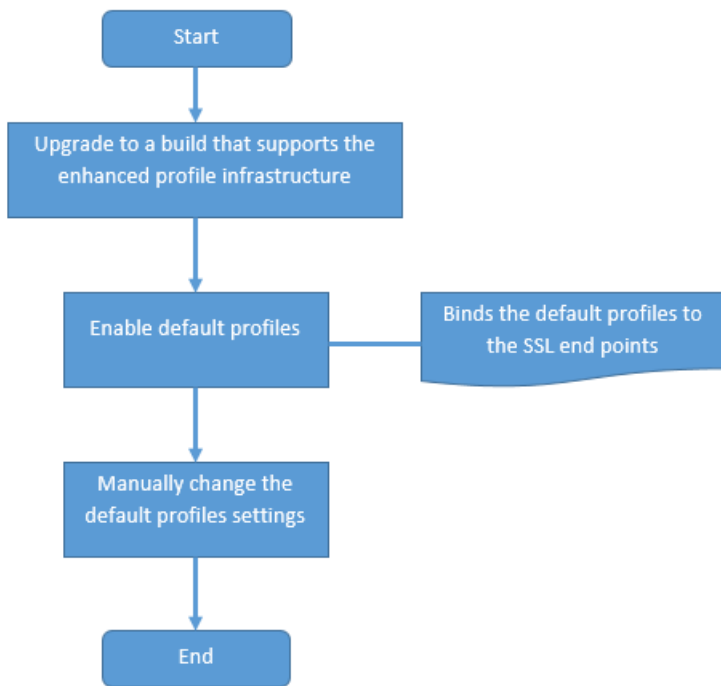 Start
Upgrade to a build that supports the
enhanced profile infrastructure
Enable default profiles
Binds the default profiles to
the SSL end points
Manually change the
default profiles settings
End